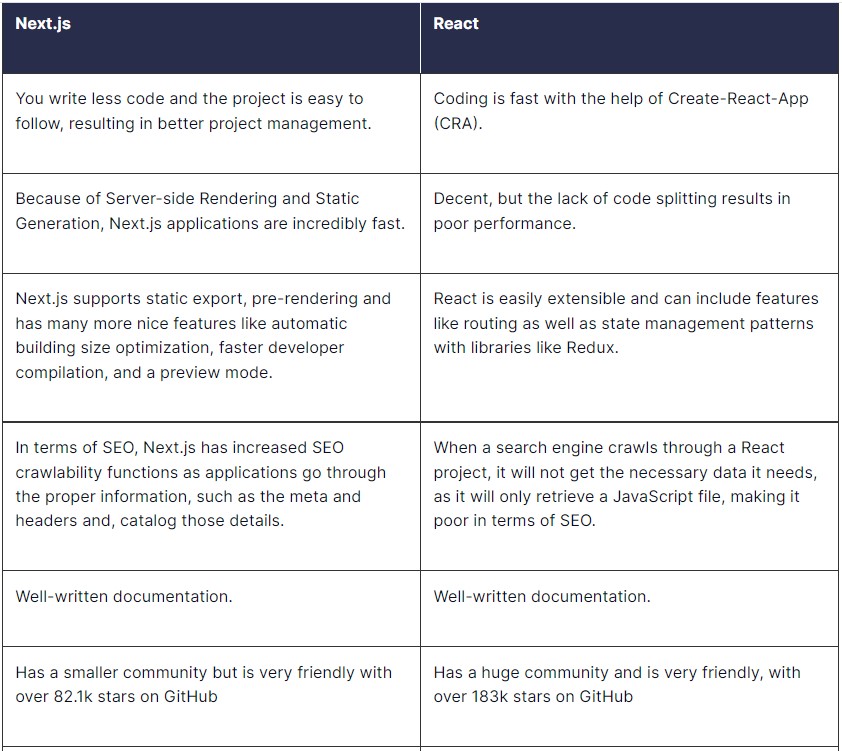 Next.js
React
You write less code and the project is easy to
follow, resulting in better project management.
Coding is fast with the help of Create-React-App
(CRA).
Because of Server-side Rendering and Static
Generation, Next.js applications are incredibly fast.
Decent, but the lack of code splitting results in
poor performance.
Next.js supports static export, pre-rendering and
has many more nice features like automatic
building size optimization, faster developer
compilation, and a preview mode.
React is easily extensible and can include features
like routing as well as state management patterns
with libraries like Redux.
In terms of SEO, Next.js has increased SEO
crawlability functions as applications go through
the proper information, such as the meta and
headers and, catalog those details.
When a search engine crawls through a React
project, it will not get the necessary data it needs,
as it will only retrieve a JavaScript file, making it
poor in terms of SEO.
Well-written documentation.
Well-written documentation.
Has a smaller community but is very friendly with
over 82.1k stars on GitHub
Has a huge community and is very friendly, with
over 183k stars on GitHub